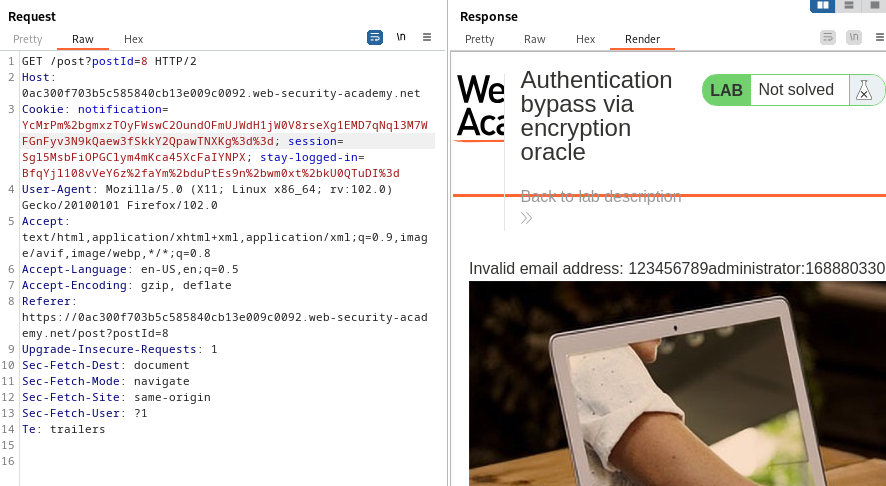 Request
Pretty Raw Hex
\n
1 GET /post?postId=8 HTTP/2
2 Host:
0ac300f703b5c585840cb13e009c0092.web-security-academy.net
3 Cookie: notification=
YcMrPm%2bgmxzTOyFWswC2OundOFmUJWdH1jW0V8rseXg1EMD7qNql3M7W
FGnFyv3N9kQaew3fSkkY2QpawTNXKg%3d%3d; session=
Sgl5MsbFiOPGClym4mKca45XcFaIYNPX; stay-logged-in=
BfqYjl108vVeY6z%2faYm%2bduPtEs9n%2bwm0xt%2bkU0QTuDI%3d
4 User-Agent: Mozilla/5.0 (X11; Linux x86_64; rv:102.0)
Gecko/20100101 Firefox/102.0
5 Accept:
text/html,application/xhtml+xml,application/xml;q=0.9,imag
e/avif,image/webp,*/*;q=0.8
6 Accept-Language: en-US,en;q=0.5
7 Accept-Encoding: gzip, deflate
8 Referer:
https://0ac300f703b5c585840cb13e009c0092.web-security-acad
emy.net/post?postId=8
9 Upgrade-Insecure-Requests: 1
10 Sec-Fetch-Dest: document
11 Sec-Fetch-Mode: navigate
12 Sec-Fetch-Site: same-origin
13 Sec-Fetch-User: ?1
14 Te: trailers
15
16
Response
Pretty Raw Hex Render
\n
We
Aca
Authentication
bypass via
encryption
oracle
LAB Not solved
Back to lab description
Invalid email address: 123456789administrator:168880330